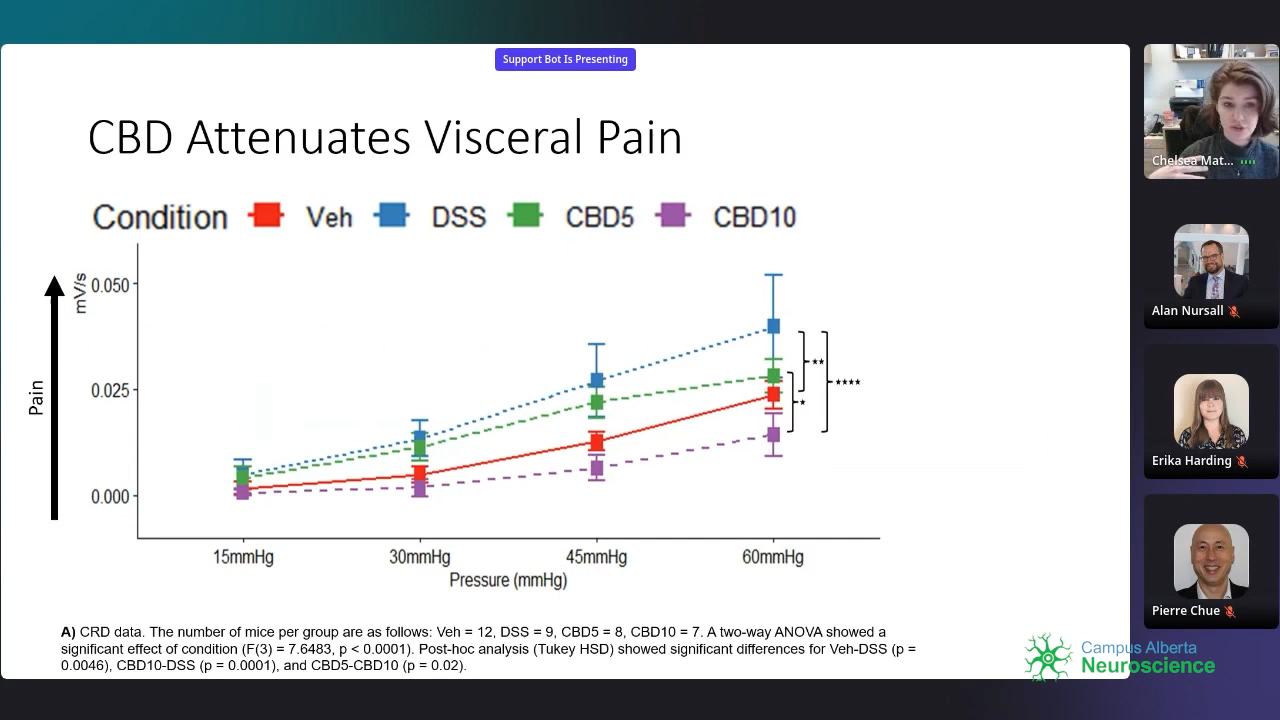 Support Bot Is Presenting
CBD Attenuates Visceral Pain
Condition Veh DSS CBD5 CBD10
mV/s
0.050
0.025
0.000
Pain
15mmHg 30mmHg 45mmHg 60mmHg
Pressure (mmHg)
**
****
*
A) CRD data. The number of mice per group are as follows: Veh = 12, DSS = 9, CBD5 = 8, CBD10 = 7. A two-way ANOVA showed a
significant effect of condition (F(3) = 7.6483, p < 0.0001). Post-hoc analysis (Tukey HSD) showed significant differences for Veh-DSS (p =
0.0046), CBD10-DSS (p = 0.0001), and CBD5-CBD10 (p = 0.02).
Chelsea Mat...
Alan Nursall
Erika Harding
Pierre Chue
Campus Alberta
Neuroscience